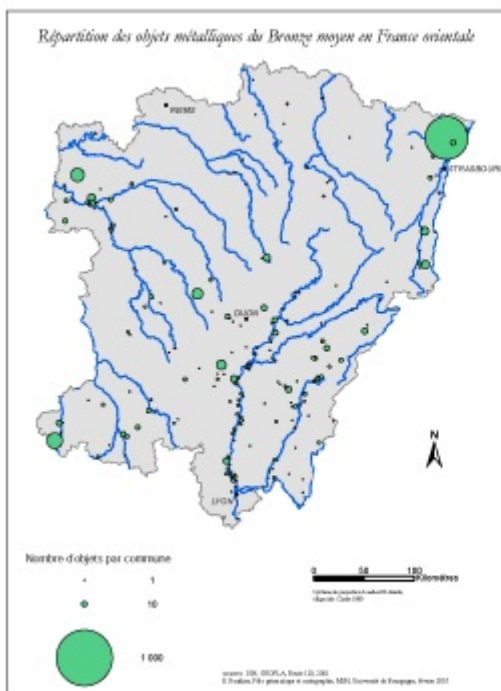 Répartition des objets métalliques du Bronze moyen en France orientale
REIMS
STRASBOURG
DIJON
N
LYON
Nombre d'objets par commune
1
10
1 000
0 50 100
Kilomètres